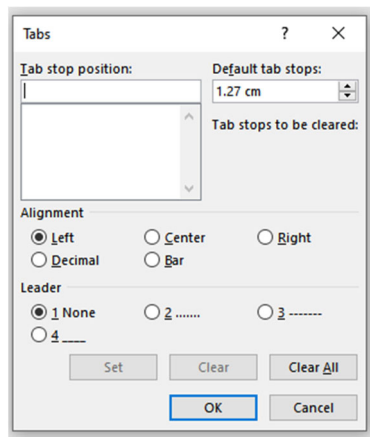 Tabs ? ×
Tab stop position: Default tab stops:
1.27 cm
Tab stops to be cleared:
Alignment
Left Center Right
Decimal Bar
Leader
1 None 2 ....... 3 -------
4 ____
Set Clear Clear All
OK Cancel